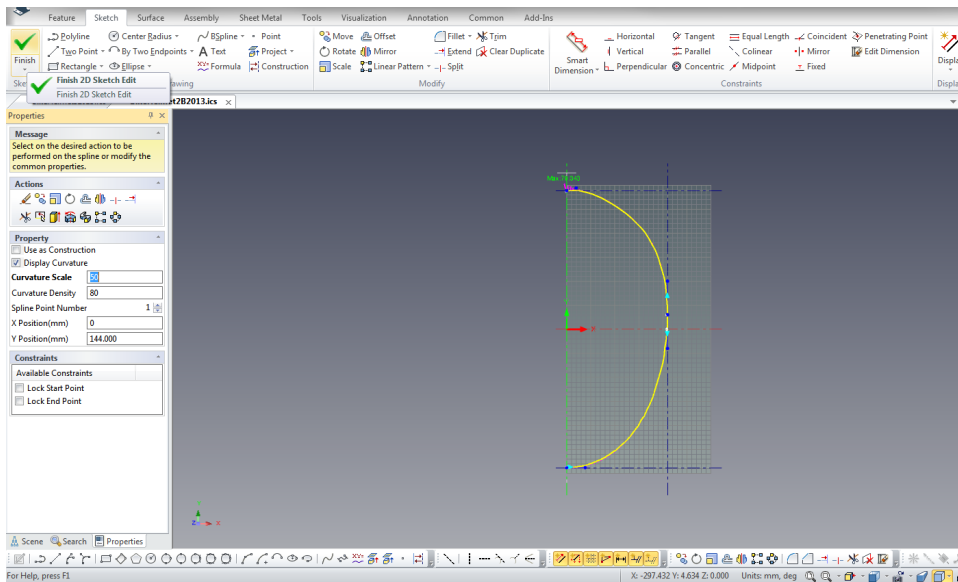 Feature Sketch Surface Assembly Sheet Metal Tools Visualization Annotation Common Add-Ins
Polyline Center Radius BSpline Point Move Offset Fillet Trim Horizontal Tangent Equal Length Coincident Penetrating Point
Two Point By Two Endpoints Text Project Rotate Mirror Extend Clear Duplicate Vertical Parallel Colinear Mirror Edit Dimension
Finish Rectangle Ellipse Formula Construction Scale Linear Pattern Split Smart Dimension Perpendicular Concentric Midpoint Fixed
Modify Constraints
Finish 2D Sketch Edit
Finish 2D Sketch Edit
t2B2013.ics
Properties
Message
Select on the desired action to be
performed on the spline or modify the
common properties.
Actions
Property
Use as Construction
Display Curvature
Curvature Scale 50
Curvature Density 80
Spline Point Number 1
X Position(mm) 0
Y Position(mm) 144.000
Constraints
Available Constraints
Lock Start Point
Lock End Point
Z X
Scene Search Properties
For Help, press F1 X: -297.432 Y: 4.634 Z: 0.000 Units: mm, deg